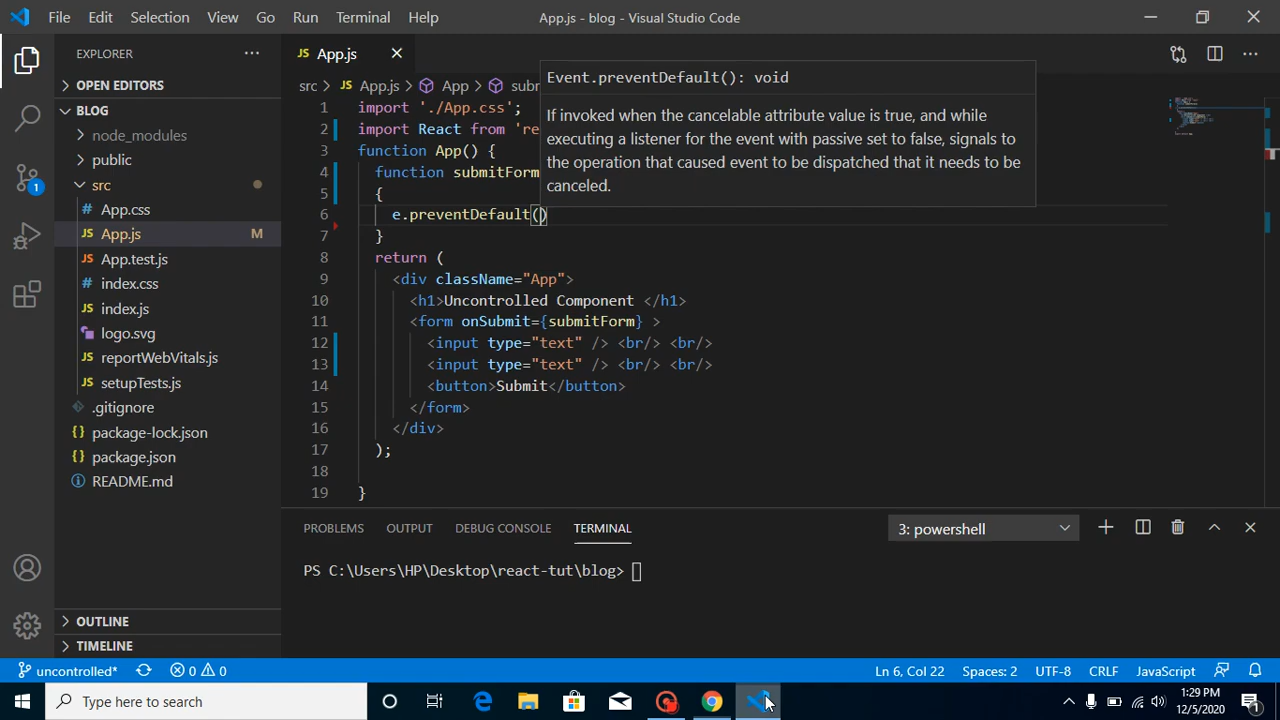 File Edit Selection View Go Run Terminal Help App.js - blog - Visual Studio Code
EXPLORER
OPEN EDITORS
BLOG
node_modules
public
src
JS App.css
JS App.js M
JS App.test.js
index.css
JS index.js
logo.svg
JS reportWebVitals.js
JS setupTests.js
.gitignore
{} package-lock.json
{} package.json
README.md
OUTLINE
TIMELINE
1
JS App.js
src > JS App.js > App >
Event.preventDefault(): void
If invoked when the cancelable attribute value is true, and while
executing a listener for the event with passive set to false, signals to
the operation that caused event to be dispatched that it needs to be
canceled.
1 import './App.css';
2 import React from
3 function App() {
4 function submitForm
5 {
6 e.preventDefault()
7 }
8 return (
9 <div className="App">
10 <h1>Uncontrolled Component </h1>
11 <form onSubmit={submitForm} >
12 <input type="text" /> <br/> <br/>
13 <input type="text" /> <br/> <br/>
14 <button>Submit</button>
15 </form>
16 </div>
17 );
18
19 }
PROBLEMS OUTPUT DEBUG CONSOLE TERMINAL 3: powershell
PS C:\Users\HP\Desktop\react-tut\blog>
uncontrolled* 0 0 Ln 6, Col 22 Spaces: 2 UTF-8 CRLF JavaScript
Type here to search
1:29 PM
12/5/2020
1